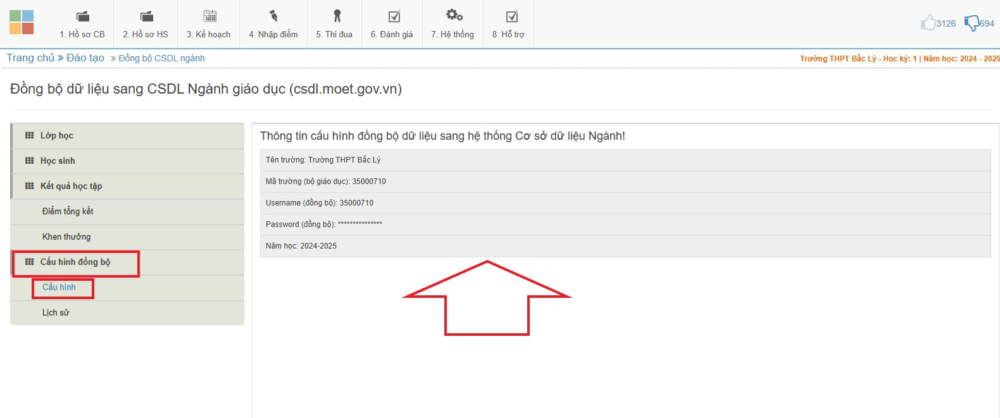 1. Hồ sơ CB 2. Hồ sơ HS 3. Kế hoạch 4. Nhập điểm 5. Thi đua 6. Đánh giá 7. Hệ thống 8. Hỗ trợ 3126 694
Trang chủ » Đào tạo » Đồng bộ CSDL ngành Trường THPT Bắc Lý - Học kỳ: 1 | Năm học: 2024 - 2025
Đồng bộ dữ liệu sang CSDL Ngành giáo dục (csdl.moet.gov.vn)
Lớp học
Học sinh
Kết quả học tập
Điểm tổng kết
Khen thưởng
Cấu hình đồng bộ
Cấu hình
Lịch sử
Thông tin cấu hình đồng bộ dữ liệu sang hệ thống Cơ sở dữ liệu Ngành!
Tên trường: Trường THPT Bắc Lý
Mã trường (bộ giáo dục): 35000710
Username (đồng bộ): 35000710
Password (đồng bộ): ***************
Năm học: 2024-2025